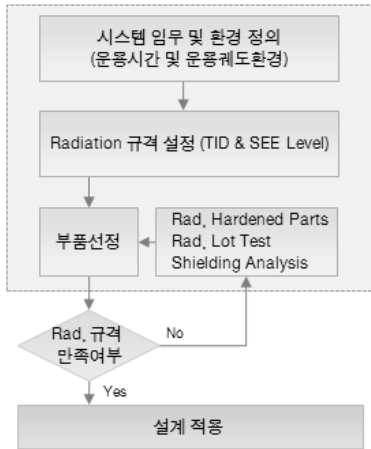 시스템 임무 및 환경 정의
(운용시간 및 운용궤도환경)
Radiation 규격 설정 (TID & SEE Level)
부품선정
Rad. Hardened Parts
Rad. Lot Test
Shielding Analysis
Rad. 규격
만족여부
No
Yes
설계 적용